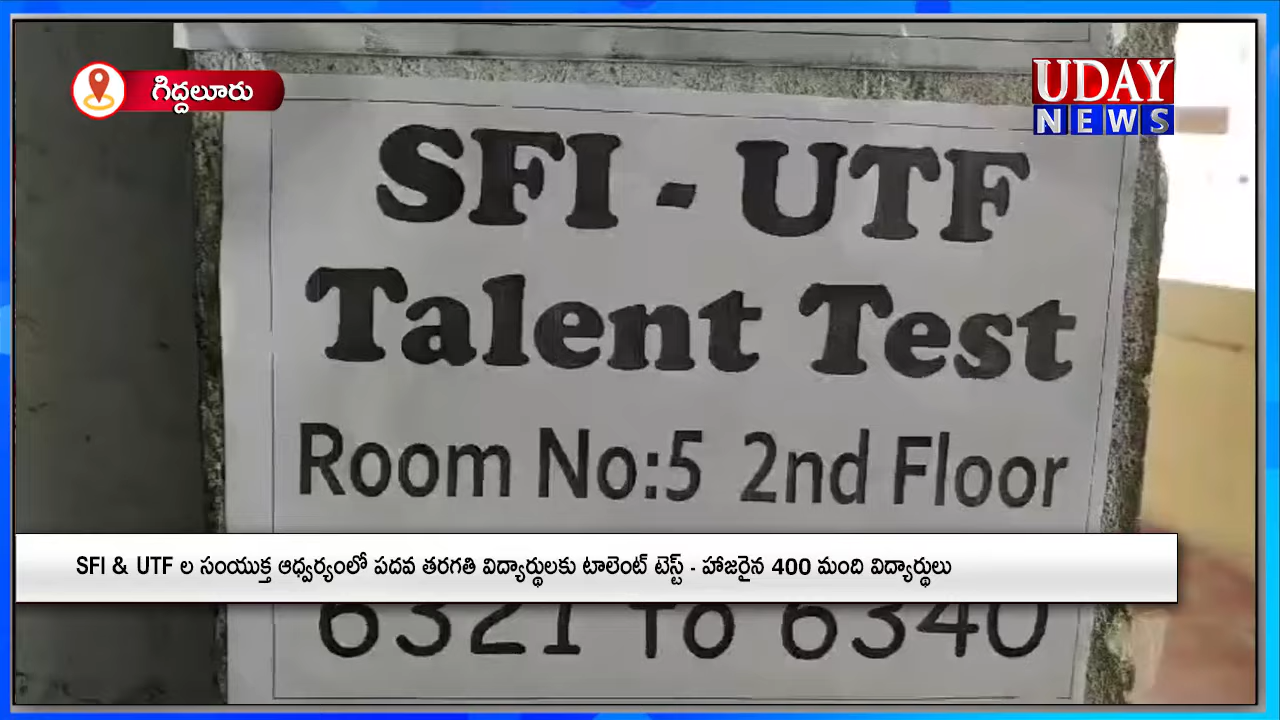 గిద్దలూరు
UDAY
NEWS
SFI - UTF
Talent Test
Room No:5 2nd Floor
SFI & UTF ల సంయుక్త ఆధ్వర్యంలో పదవ తరగతి విద్యార్థులకు టాలెంట్ టెస్ట్ - హాజరైన 400 మంది విద్యార్థులు
6321 to 6340